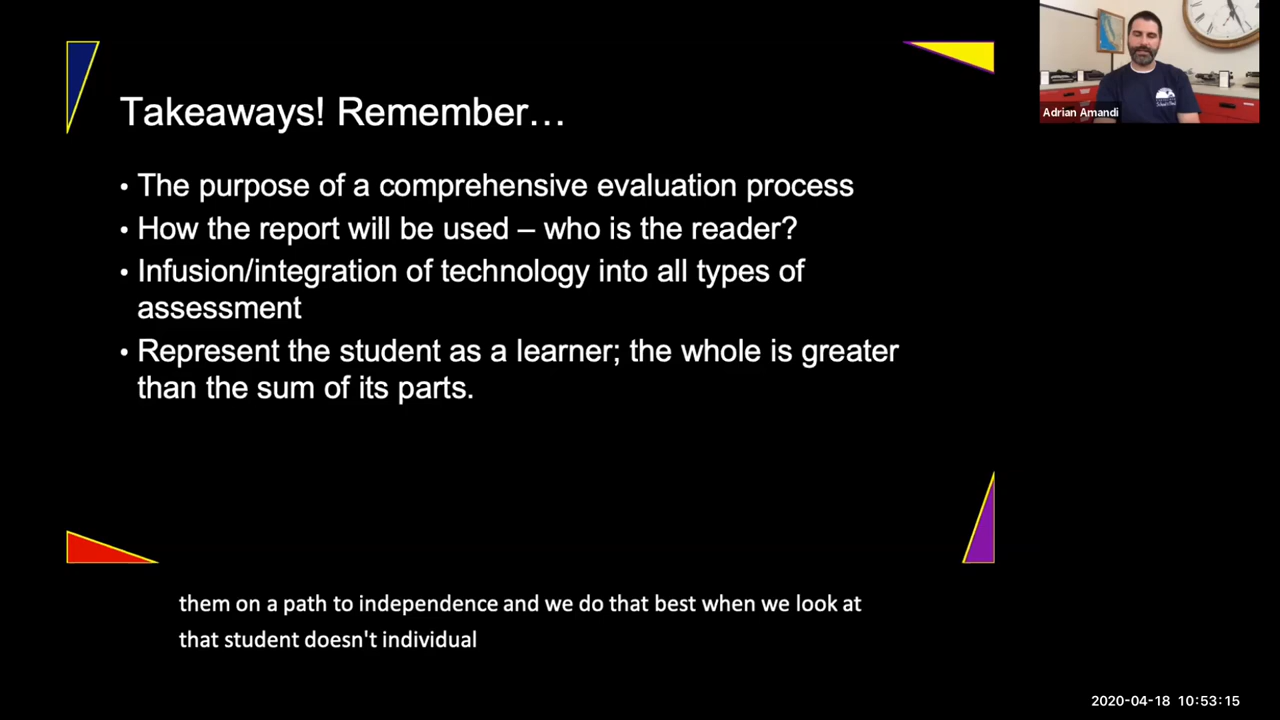 Takeaways! Remember…
• The purpose of a comprehensive evaluation process
• How the report will be used – who is the reader?
• Infusion/integration of technology into all types of
assessment
• Represent the student as a learner; the whole is greater
than the sum of its parts.
Adrian Amandi
them on a path to independence and we do that best when we look at
that student doesn't individual
2020-04-18 10:53:15